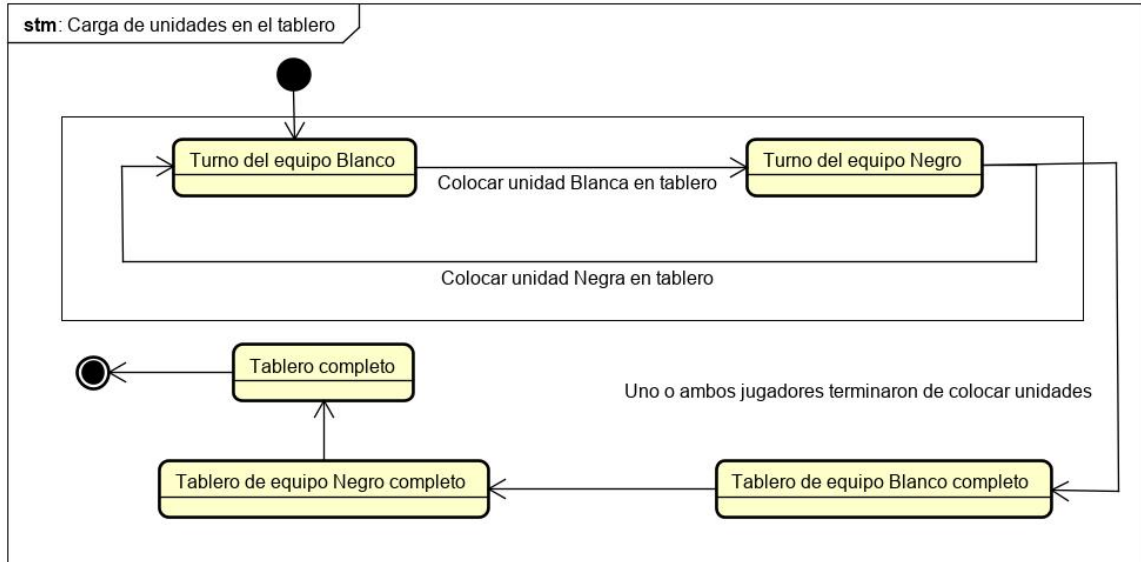 stm: Carga de unidades en el tablero
Turno del equipo Blanco
Turno del equipo Negro
Colocar unidad Blanca en tablero
Colocar unidad Negra en tablero
Tablero completo
Uno o ambos jugadores terminaron de colocar unidades
Tablero de equipo Negro completo
Tablero de equipo Blanco completo